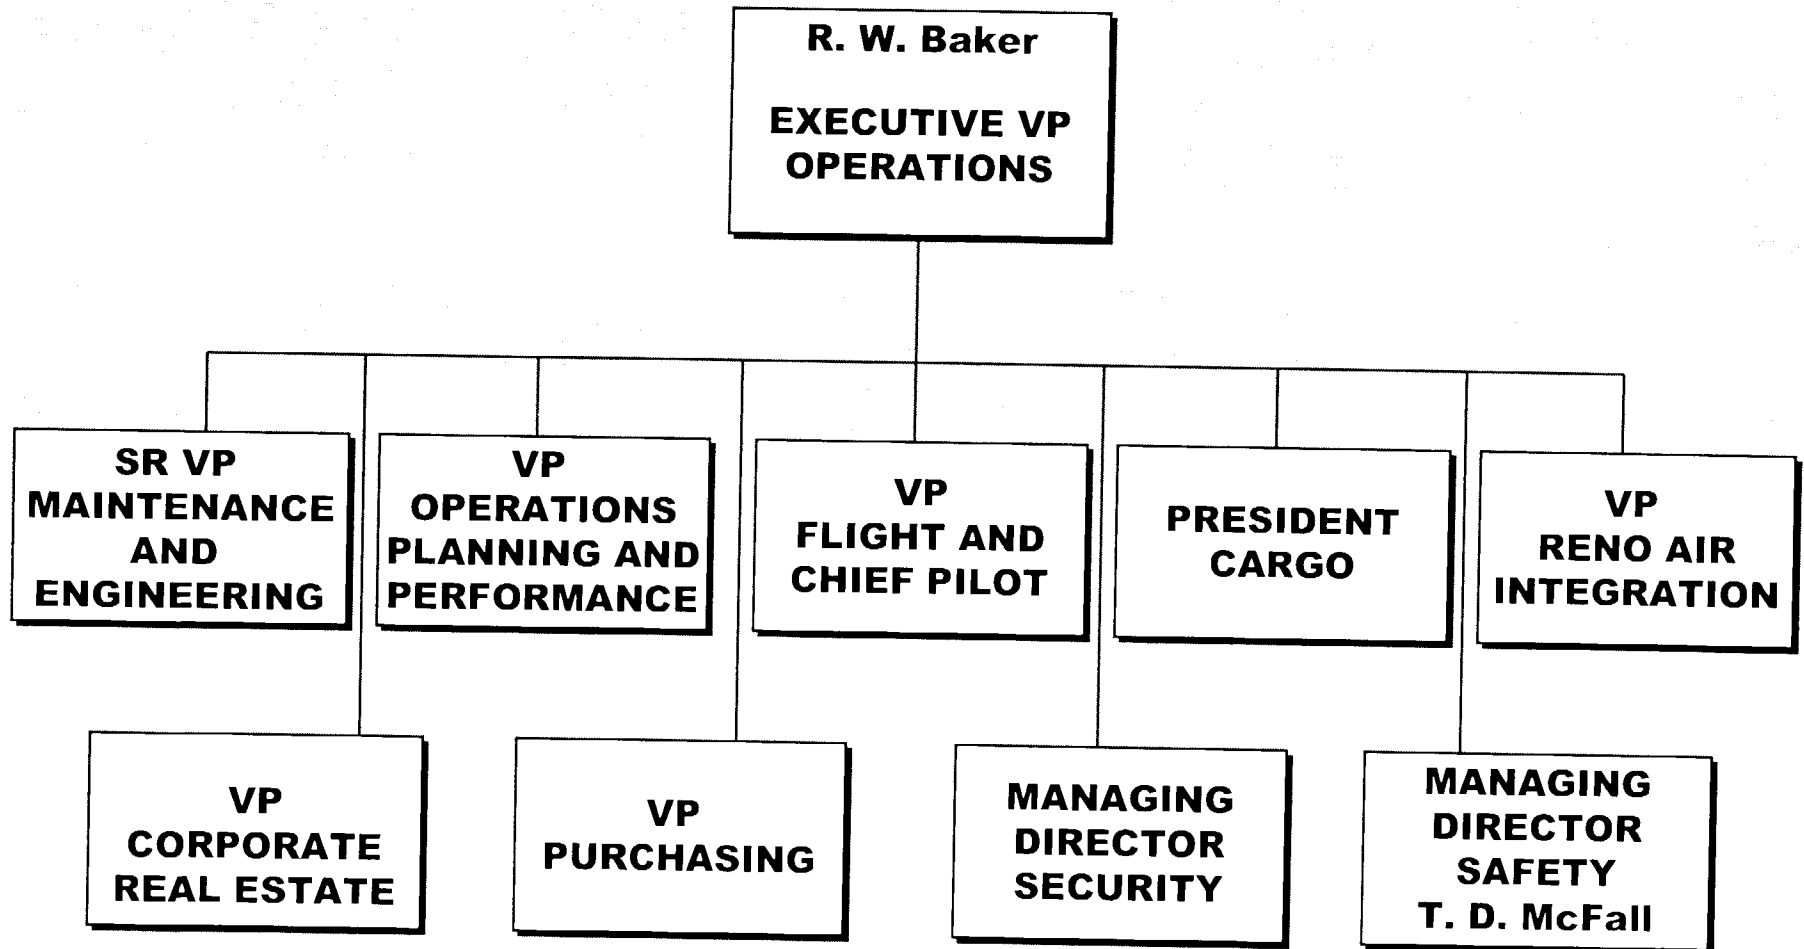 R. W. Baker
EXECUTIVE VP
OPERATIONS
SR VP
MAINTENANCE
AND
ENGINEERING
VP
OPERATIONS
PLANNING AND
PERFORMANCE
VP
FLIGHT AND
CHIEF PILOT
PRESIDENT
CARGO
VP
RENO AIR
INTEGRATION
VP
CORPORATE
REAL ESTATE
VP
PURCHASING
MANAGING
DIRECTOR
SECURITY
MANAGING
DIRECTOR
SAFETY
T. D. McFall